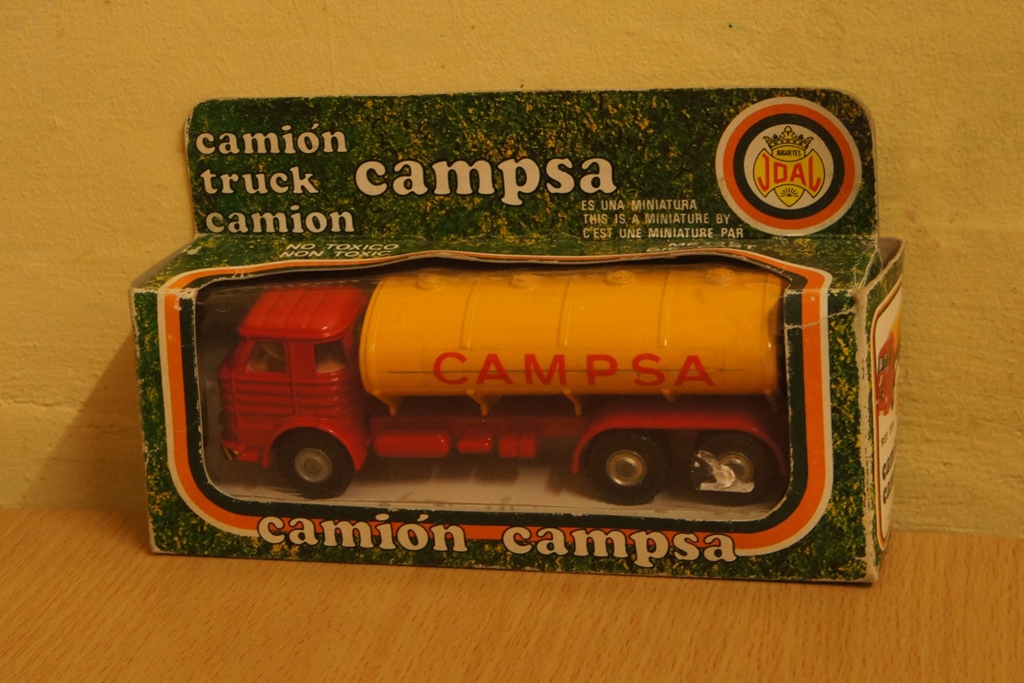 camión
truck
camion
campsa
ES UNA MINIATURA
THIS IS A MINIATURE BY
C'EST UNE MINIATURE PAR
JUGUETES
JOAL
NO TOXICO
NON TOXIC
CAMPSA
camión campsa